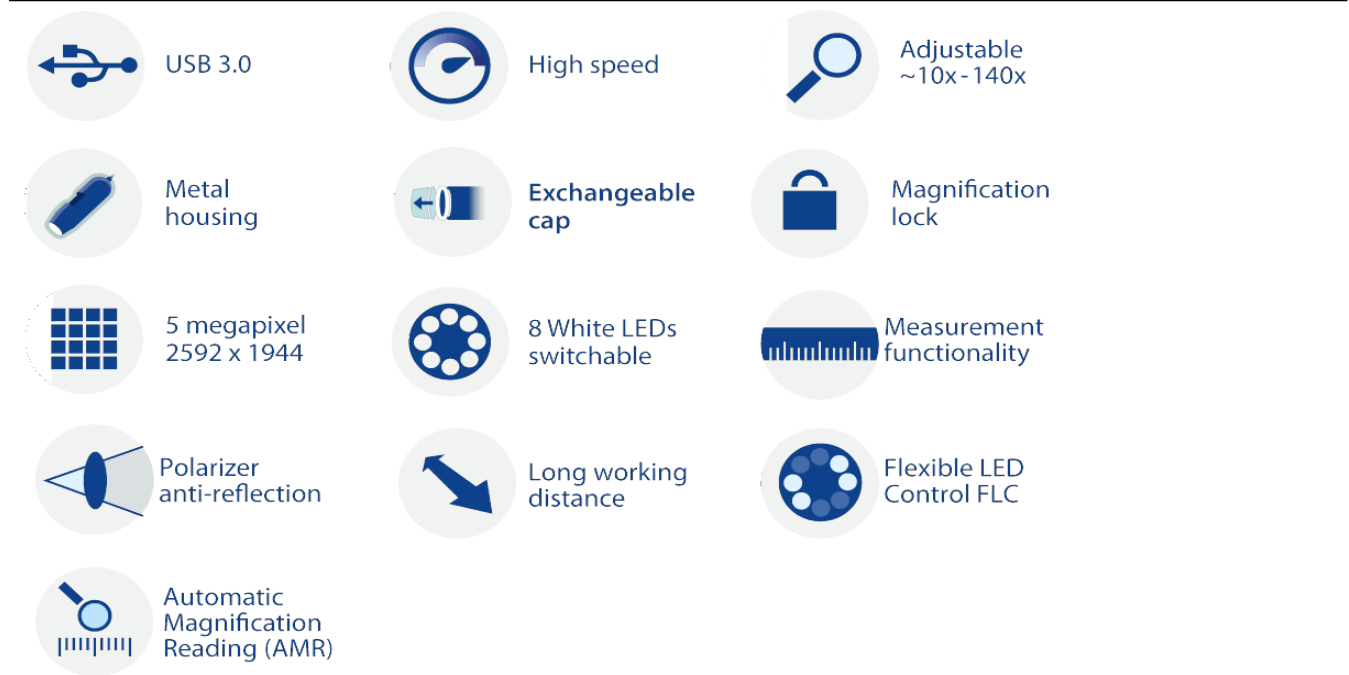 USB 3.0
High speed
Adjustable
~10x-140x
Metal
housing
Exchangeable
cap
Magnification
lock
5 megapixel
2592 x 1944
8 White LEDs
switchable
Measurement
functionality
Polarizer
anti-reflection
Long working
distance
Flexible LED
Control FLC
Automatic
Magnification
Reading (AMR)